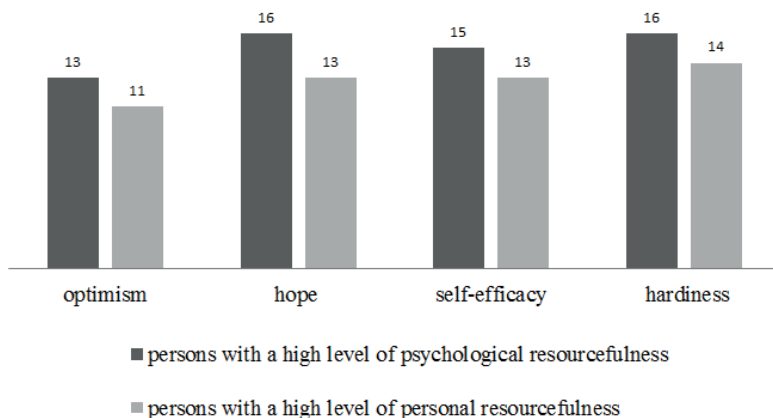 16
16
15
13
13
13
14
11
optimism
hope
self-efficacy
hardiness
persons with a high level of psychological resourcefulness
persons with a high level of personal resourcefulness